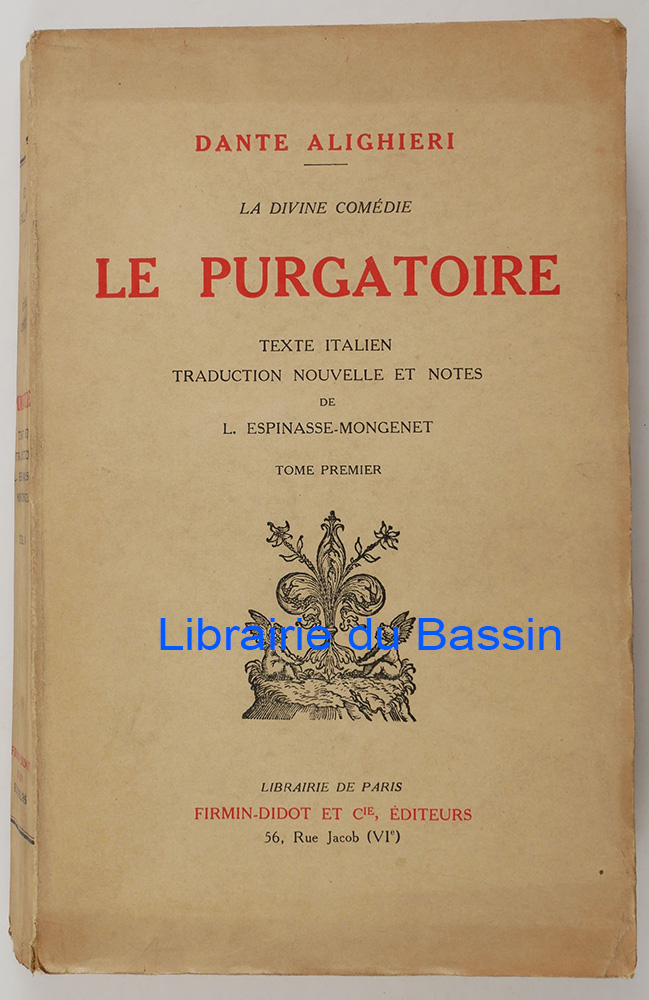 DANTE ALIGHIERI
LA DIVINE COMÉDIE
LE PURGATOIRE
TEXTE ITALIEN
TRADUCTION NOUVELLE ET NOTES
DE
L. ESPINASSE-MONGENET
TOME PREMIER
Librairie du Bassin
LIBRAIRIE DE PARIS
FIRMIN-DIDOT ET CIE, ÉDITEURS
56, Rue Jacob (VIe)